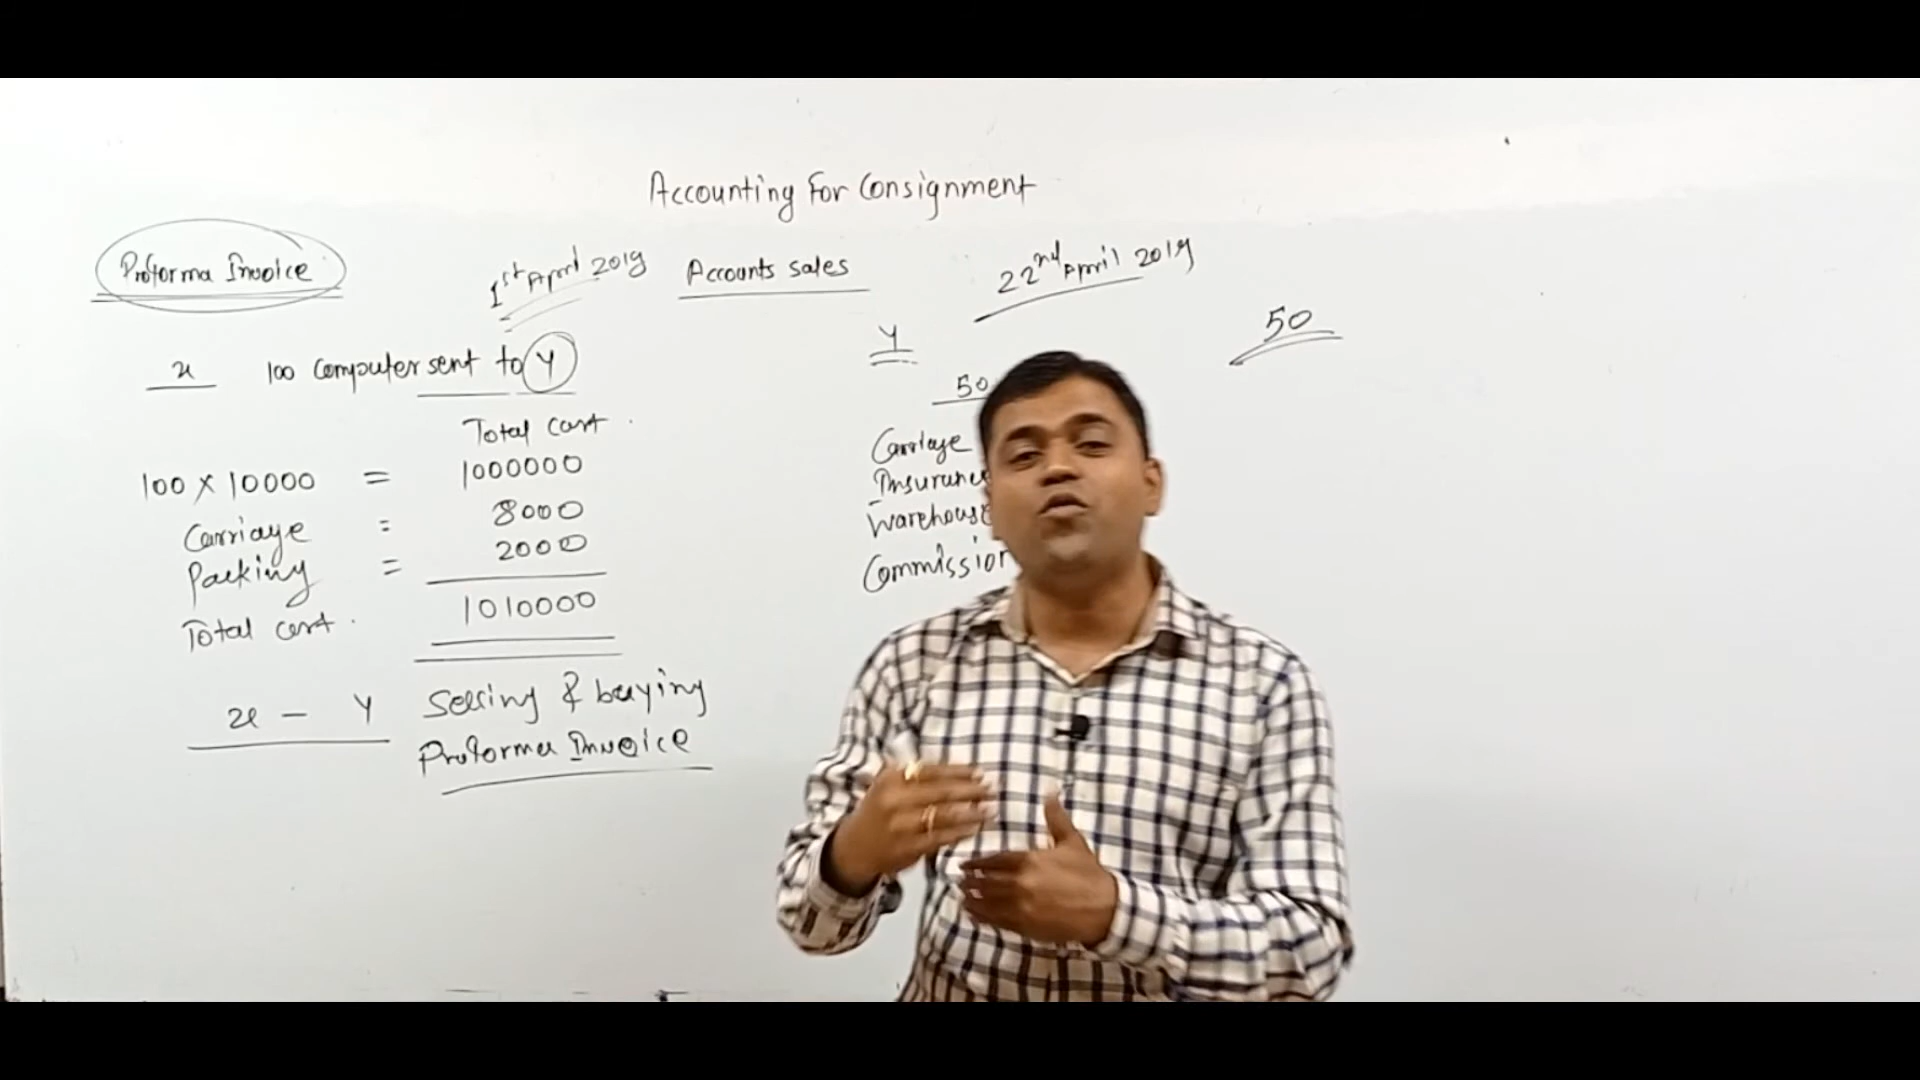 Accounting For Consignment
Proforma Invoice
1st April 2019
Accounts sales
22nd April 2019
x 100 Computer sent to Y
Total Cost
100 x 10000 = 1000000
Carriage = 8000
Packing = 2000
Total cost. 1010000
x - Y Selling & buying
Proforma Invoice
Y
50
50
Carriage
Insurance
Warehouse
Commission